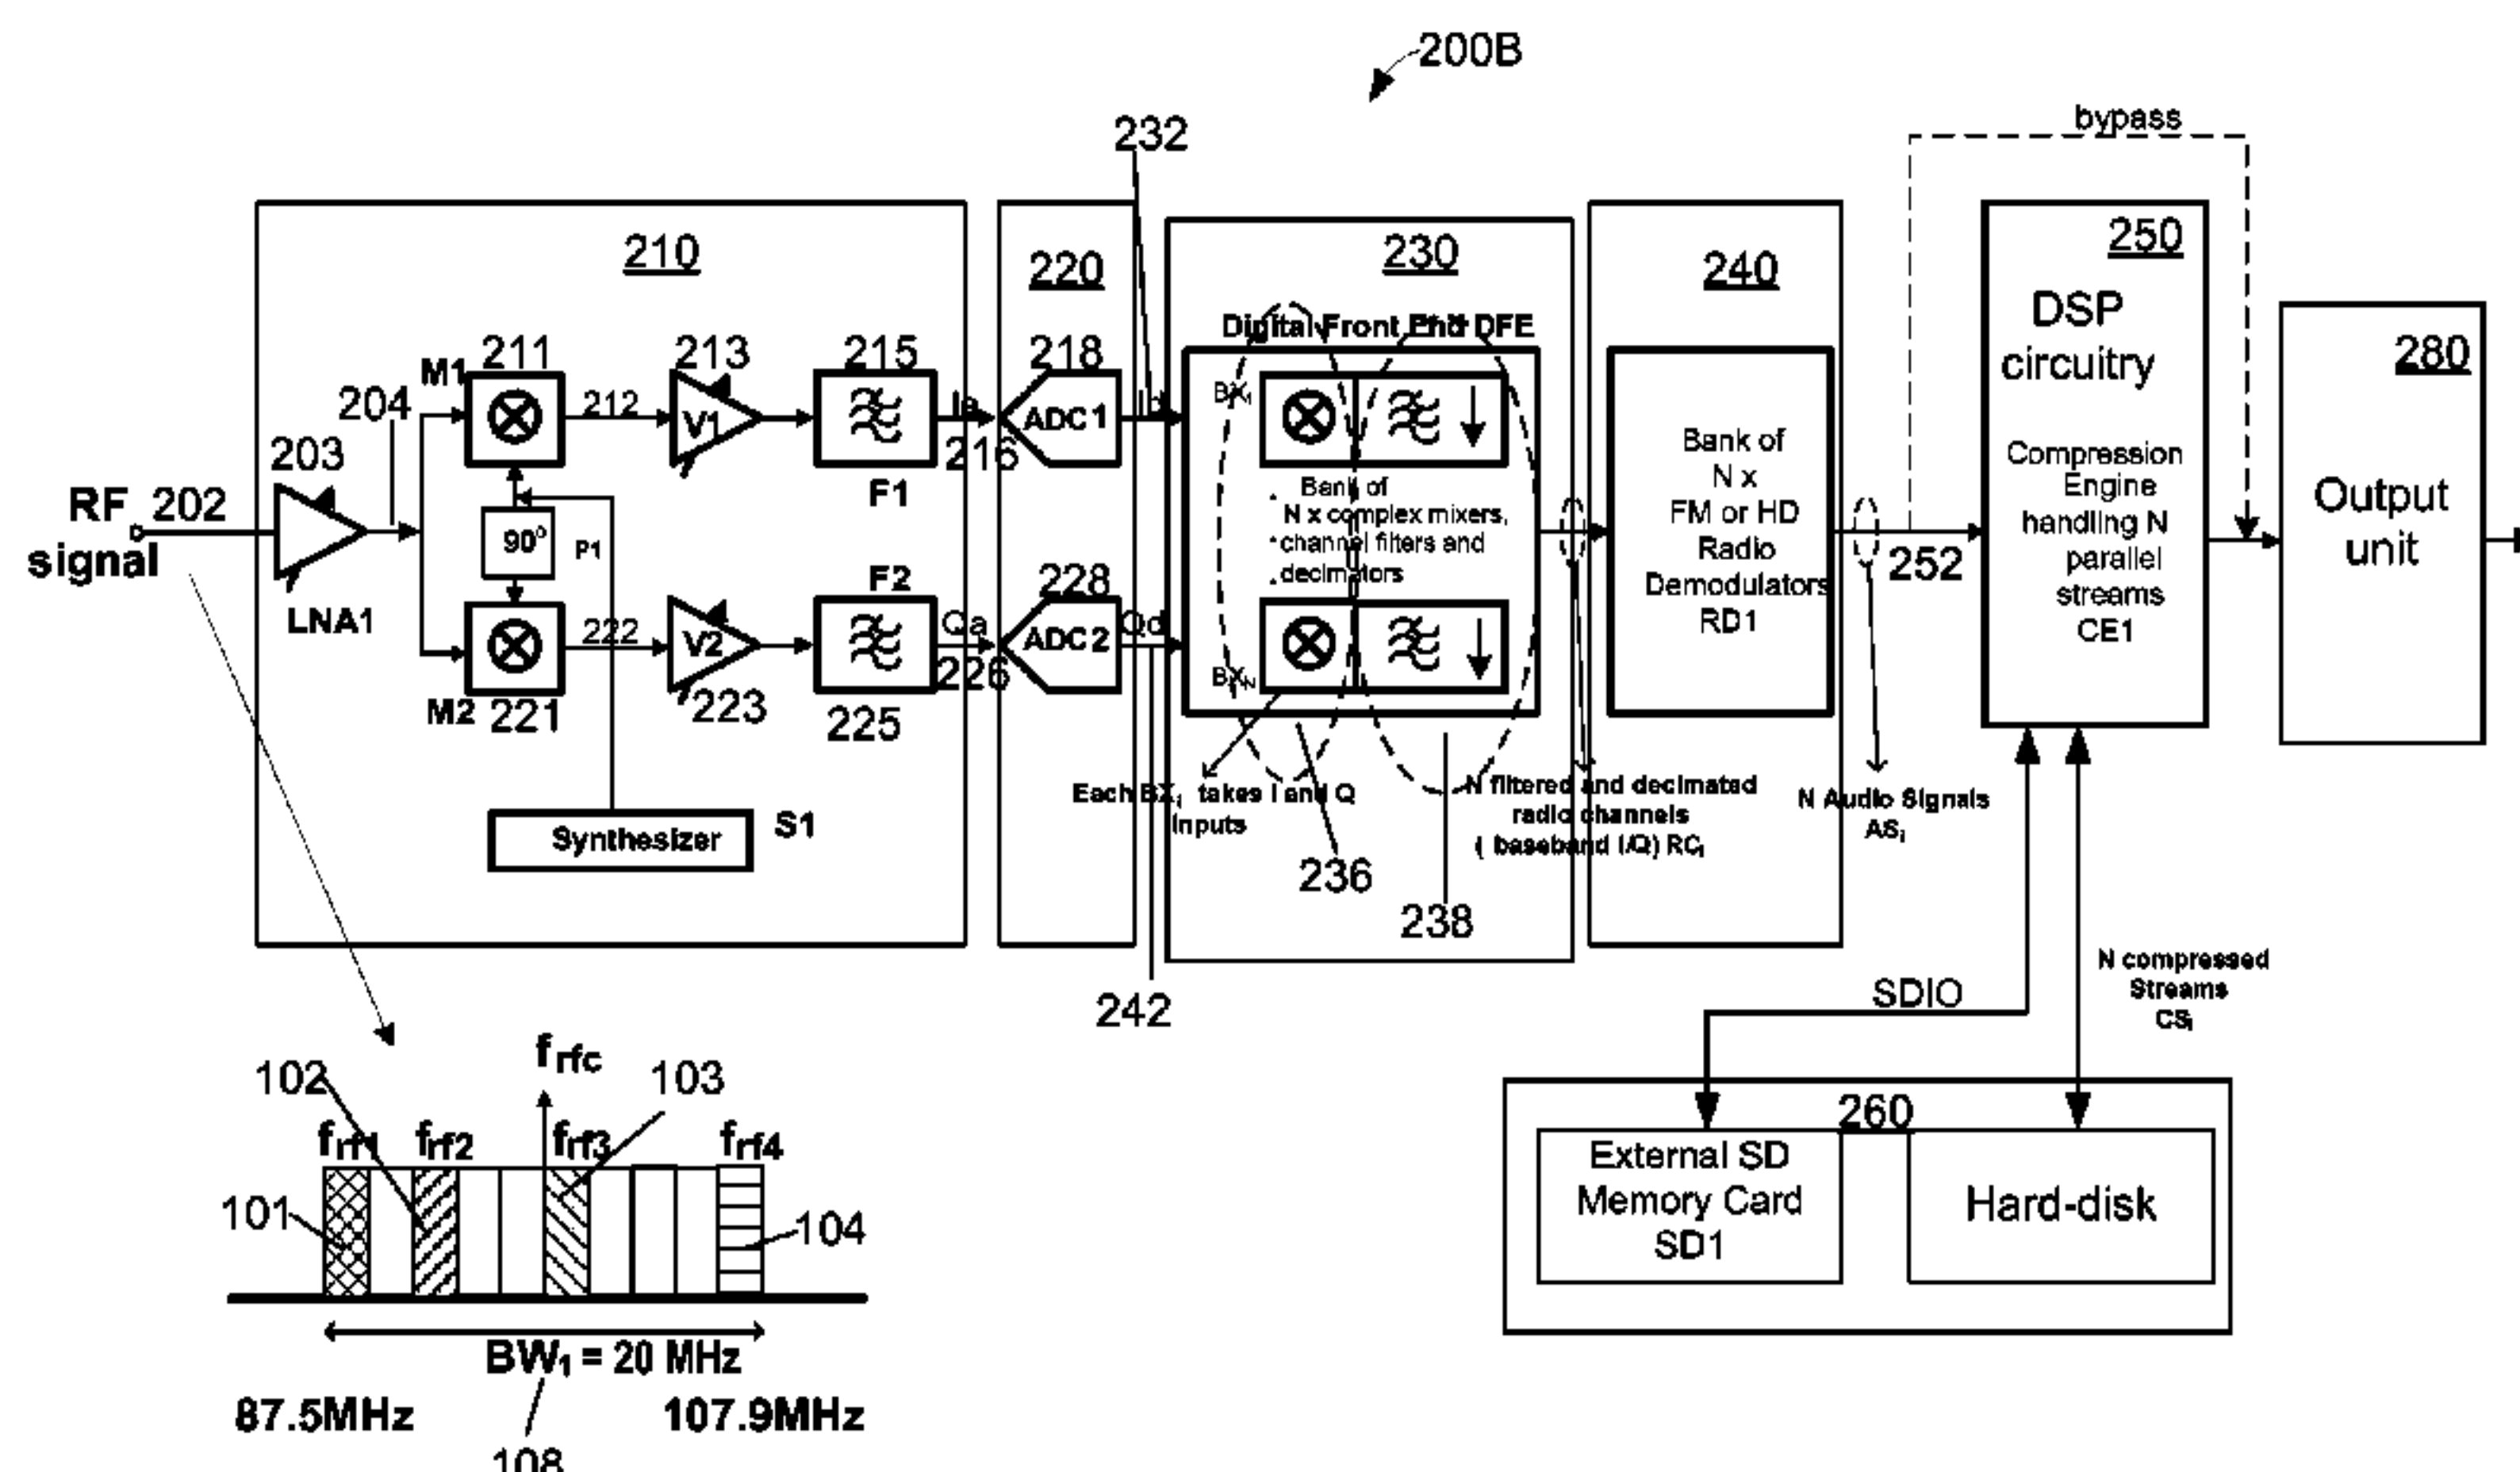 200B
bypass
232
210
220
230
240
250
DSP
circuitry
Compression
Engine
handling N
parallel
streams
CE1
280
Output
unit
Digital Front End DFE
RF
signal
202
203
LNA1
204
M1
211
212
213
V1
215
F1
Ia
216
218
ADC1
90°
P1
M2
221
222
V2
223
F2
225
Qa
226
228
ADC2
Qd
BX1
Bank of
N x complex mixers,
channel filters and
decimators
BXN
Bank of
N x
FM or HD
Radio
Demodulators
RD1
252
Synthesizer
S1
Each BXi takes I and Q
Inputs
236
238
242
N filtered and decimated
radio channels
( baseband I/Q) RCi
N Audio Signals
ASi
SDIO
N compressed
Streams
CSi
260
External SD
Memory Card
SD1
Hard-disk
frfc
102
103
frf1
frf2
frf3
frf4
101
104
BW1 = 20 MHz
87.5MHz
107.9MHz
108